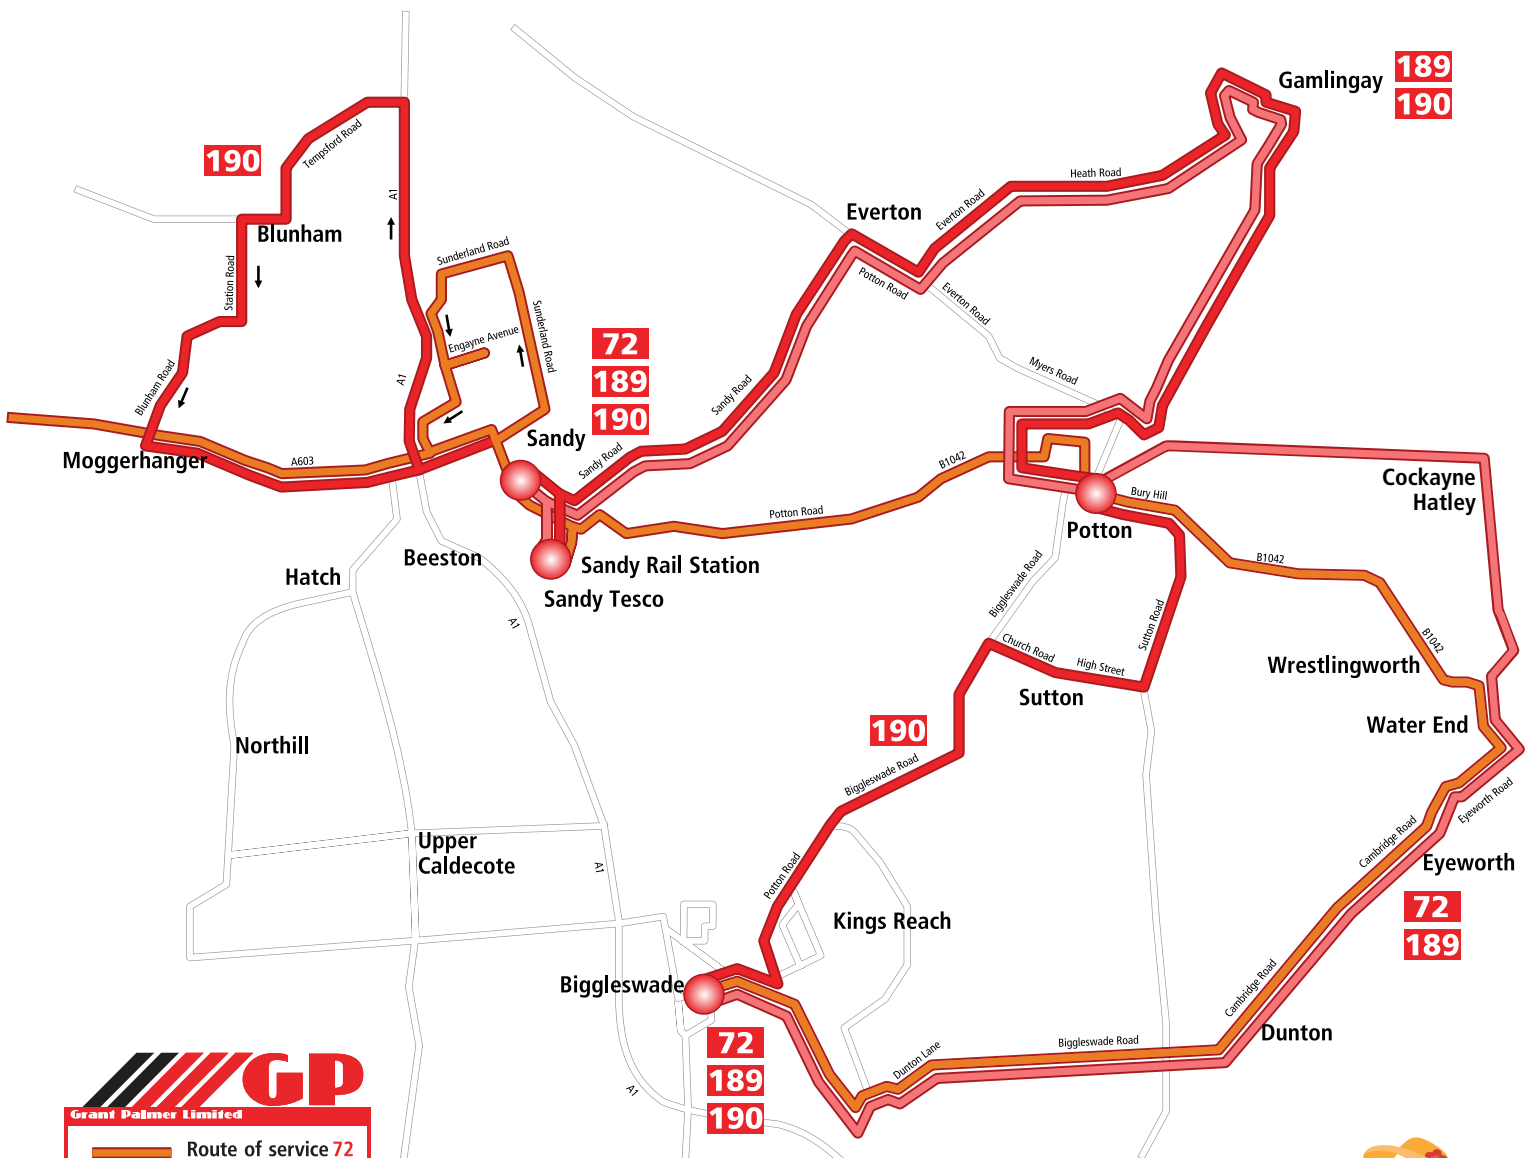 Gamlingay
189
190
Tempsford Road
190
A1
Heath Road
Everton
Everton Road
Blunham
Sunderland Road
Station Road
Potton Road
Everton Road
Sunderland Road
Engayne Avenue
72
189
190
Myers Road
A1
Blunham Road
Sandy Road
Sandy
Moggerhanger
A603
Sandy Road
B1042
Cockayne
Hatley
Bury Hill
Potton Road
Potton
Beeston
Sandy Rail Station
B1042
Hatch
Sandy Tesco
Biggleswade Road
A1
Sutton Road
Church Road
B1042
High Street
Wrestlingworth
Sutton
Water End
190
Northill
Biggleswade Road
Eyeworth Road
Upper
Caldecote
Cambridge Road
Eyeworth
A1
Potton Road
72
189
Kings Reach
Biggleswade
Cambridge Road
72
189
190
Dunton
Biggleswade Road
Dunton Lane
A1
GP
Grant Palmer Limited
Route of service 72